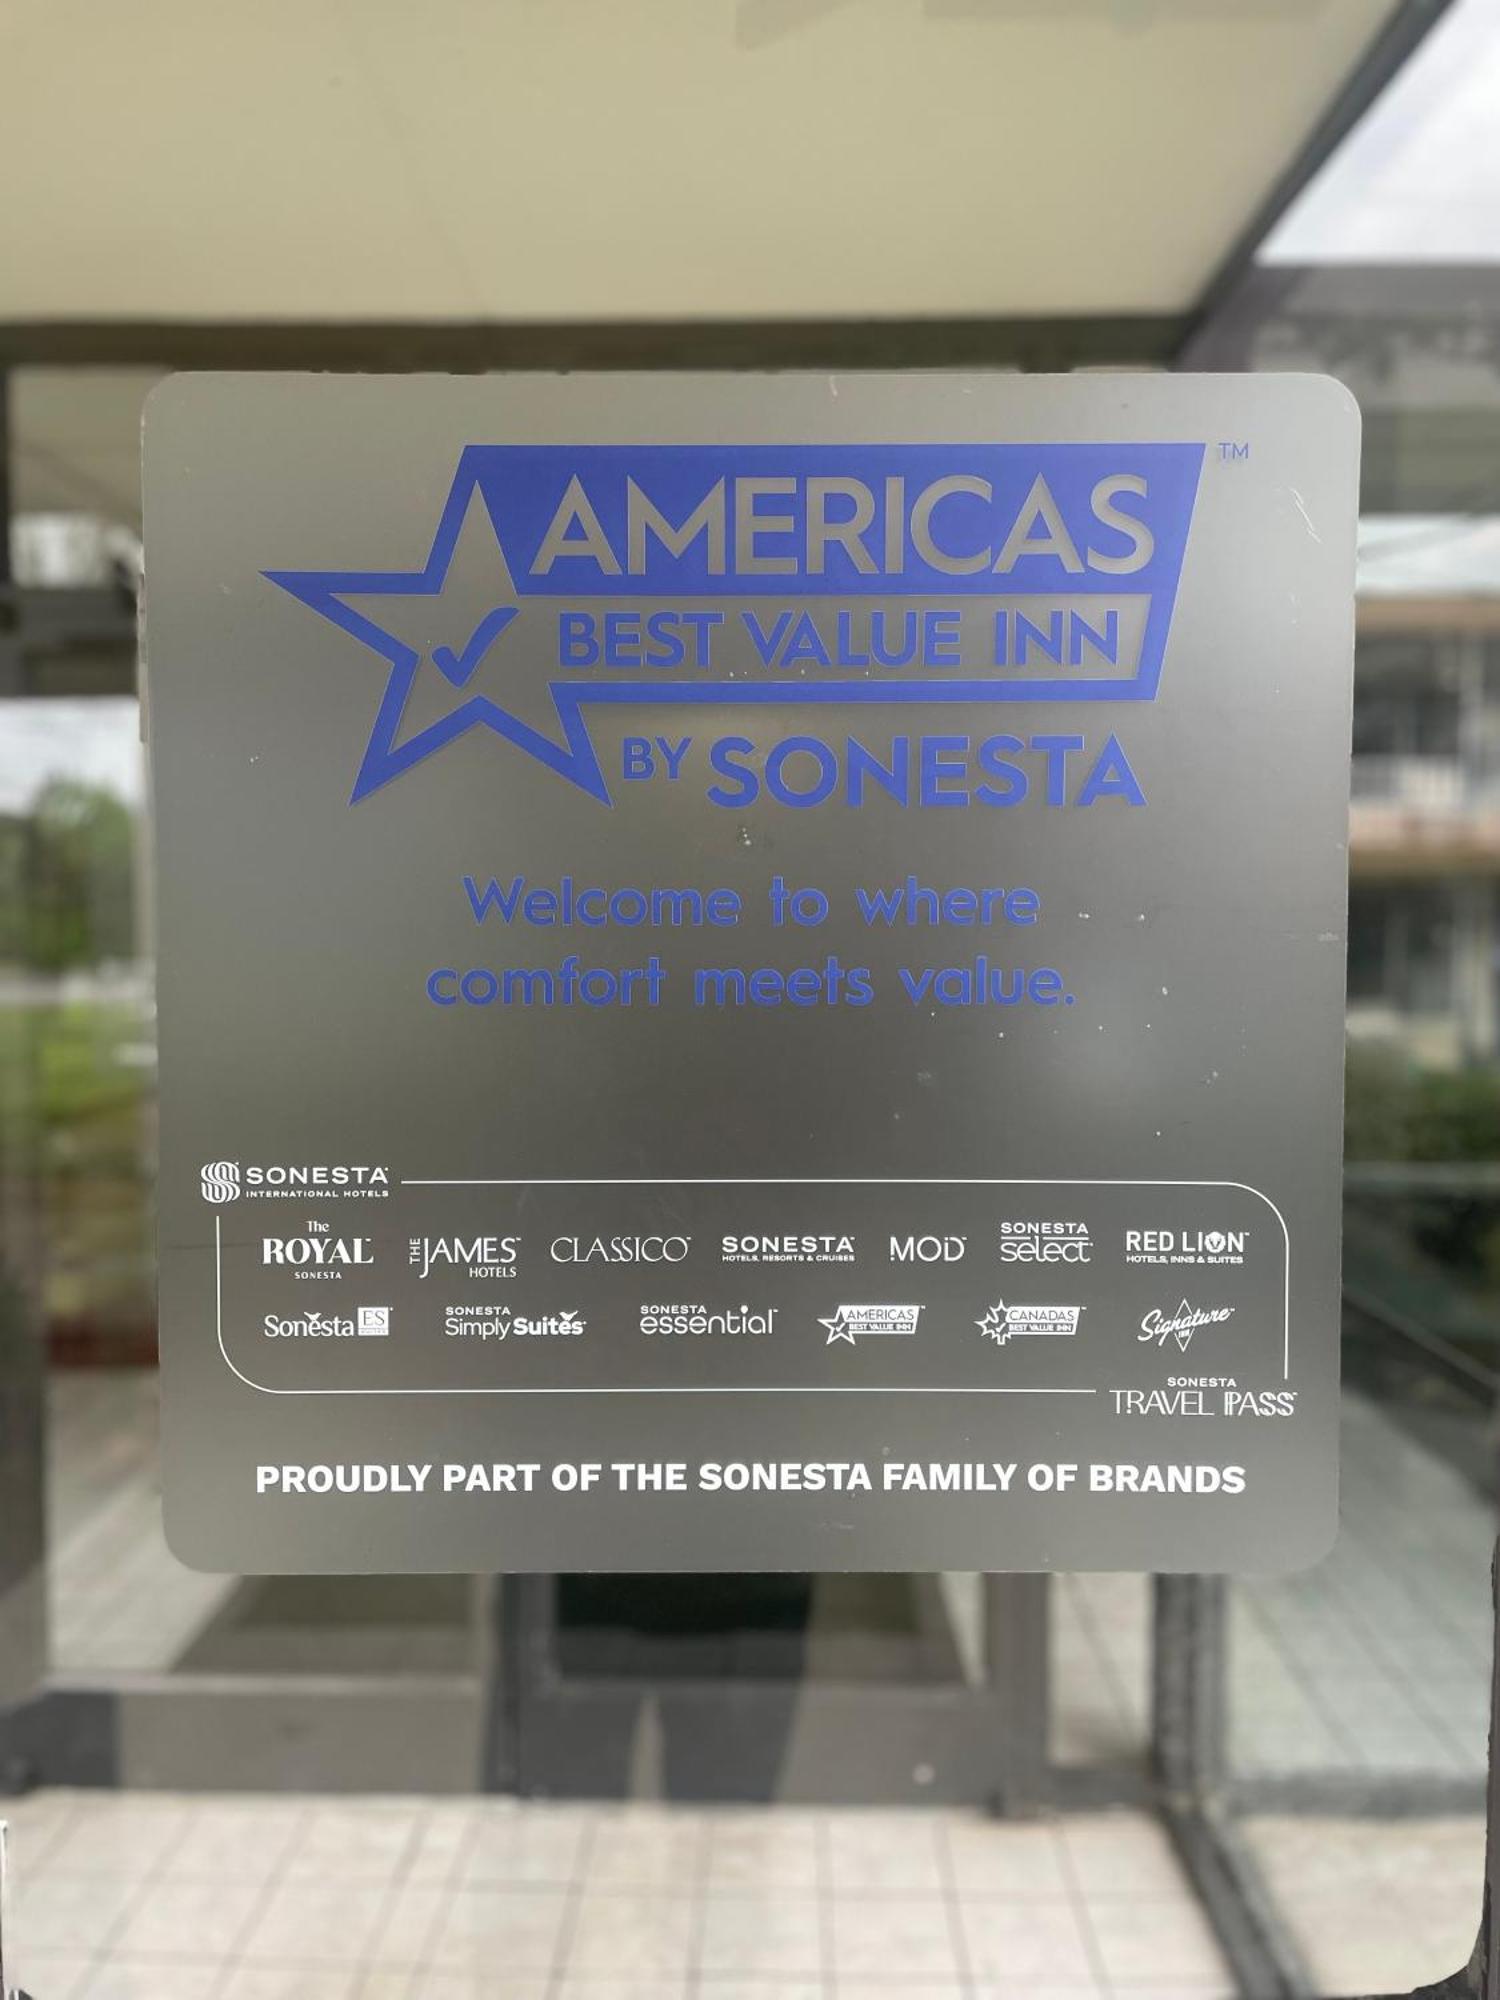 AMERICAS™
BEST VALUE INN
BY SONESTA
Welcome to where
comfort meets value.
SONESTA
INTERNATIONAL HOTELS
The
ROYAL
SONESTA
THE JAMES
HOTELS
CLASSICO
SONESTA
HOTELS, RESORTS & CRUISES
MOD
SONESTA
select
RED LION
HOTELS, INNS & SUITES
Sonesta ES
SONESTA
Simply Suites
SONESTA
essential
AMERICAS
BEST VALUE INN
CANADAS
BEST VALUE INN
Signature
INN
SONESTA
TRAVEL PASS
PROUDLY PART OF THE SONESTA FAMILY OF BRANDS